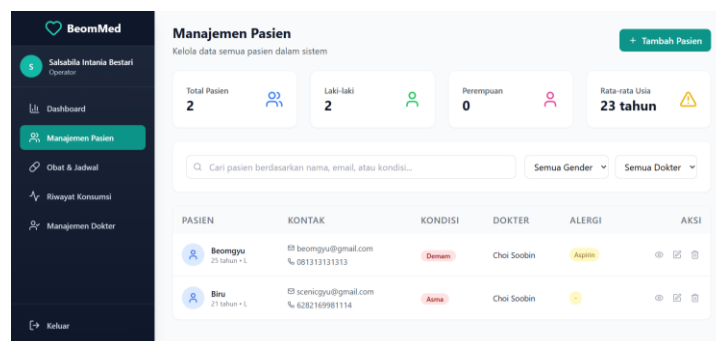 BeomMed
S
Salsabila Intania Bestari
Operator
Dashboard
Manajemen Pasien
Obat & Jadwal
Riwayat Konsumsi
Manajemen Dokter
Keluar
Manajemen Pasien
Kelola data semua pasien dalam sistem
+ Tambah Pasien
Total Pasien
2
Laki-laki
2
Perempuan
0
Rata-rata Usia
23 tahun
Cari pasien berdasarkan nama, email, atau kondisi...
Semua Gender
Semua Dokter
PASIEN KONTAK KONDISI DOKTER ALERGI AKSI
Beomgyu
25 tahun • L
beomgyu@gmail.com
081313131313
Demam
Choi Soobin
Aspirin
Biru
21 tahun • L
scenicgyu@gmail.com
6282169981114
Asma
Choi Soobin
-